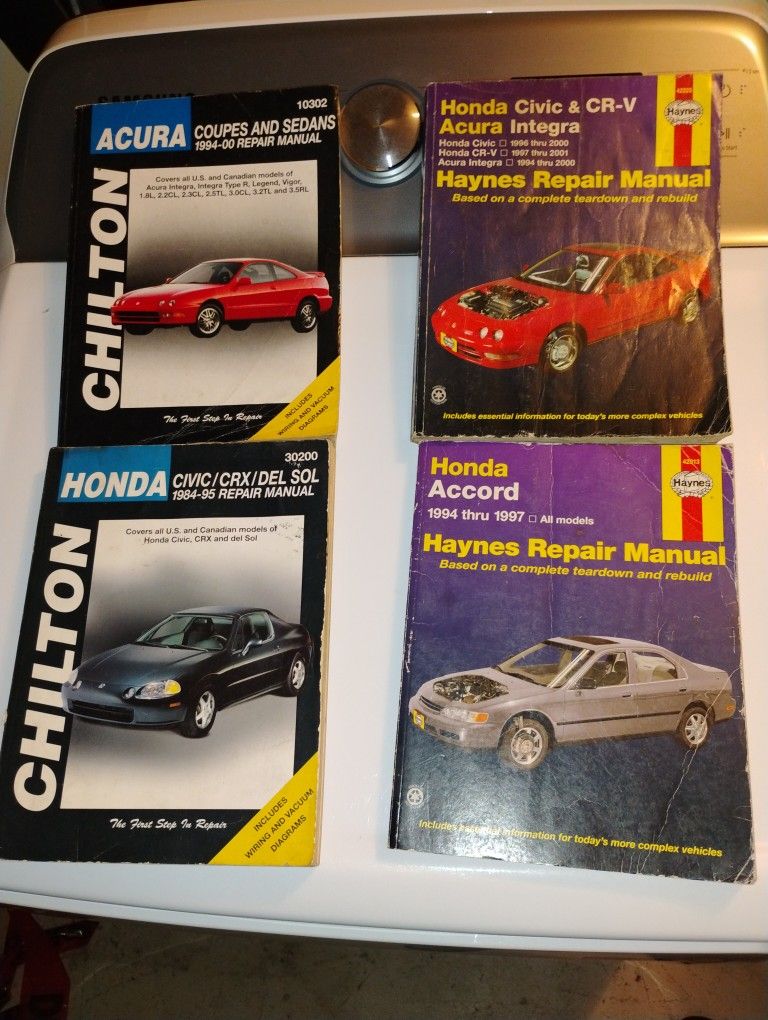 SAMSUNG
10302
ACURA
COUPES AND SEDANS
1994-00 REPAIR MANUAL
Covers all U.S. and Canadian models of
Acura Integra, Integra Type R, Legend, Vigor,
1.8L, 2.2CL, 2.3CL, 2.5TL, 3.0CL, 3.2TL and 3.5RL
CHILTON
The First Step In Repair
INCLUDES
WIRING AND VACUUM
DIAGRAMS
Honda Civic & CR-V
Acura Integra
Honda Civic □ 1996 thru 2000
Honda CR-V □ 1997 thru 2001
Acura Integra □ 1994 thru 2000
42025
Haynes
Haynes Repair Manual
Based on a complete teardown and rebuild
Includes essential information for today's more complex vehicles
30200
HONDA
CIVIC/CRX/DEL SOL
1984-95 REPAIR MANUAL
Covers all U.S. and Canadian models of
Honda Civic, CRX and del Sol
CHILTON
The First Step In Repair
INCLUDES
WIRING AND VACUUM
DIAGRAMS
Honda
Accord
1994 thru 1997 □ All models
42013
Haynes
Haynes Repair Manual
Based on a complete teardown and rebuild
Includes essential information for today's more complex vehicles